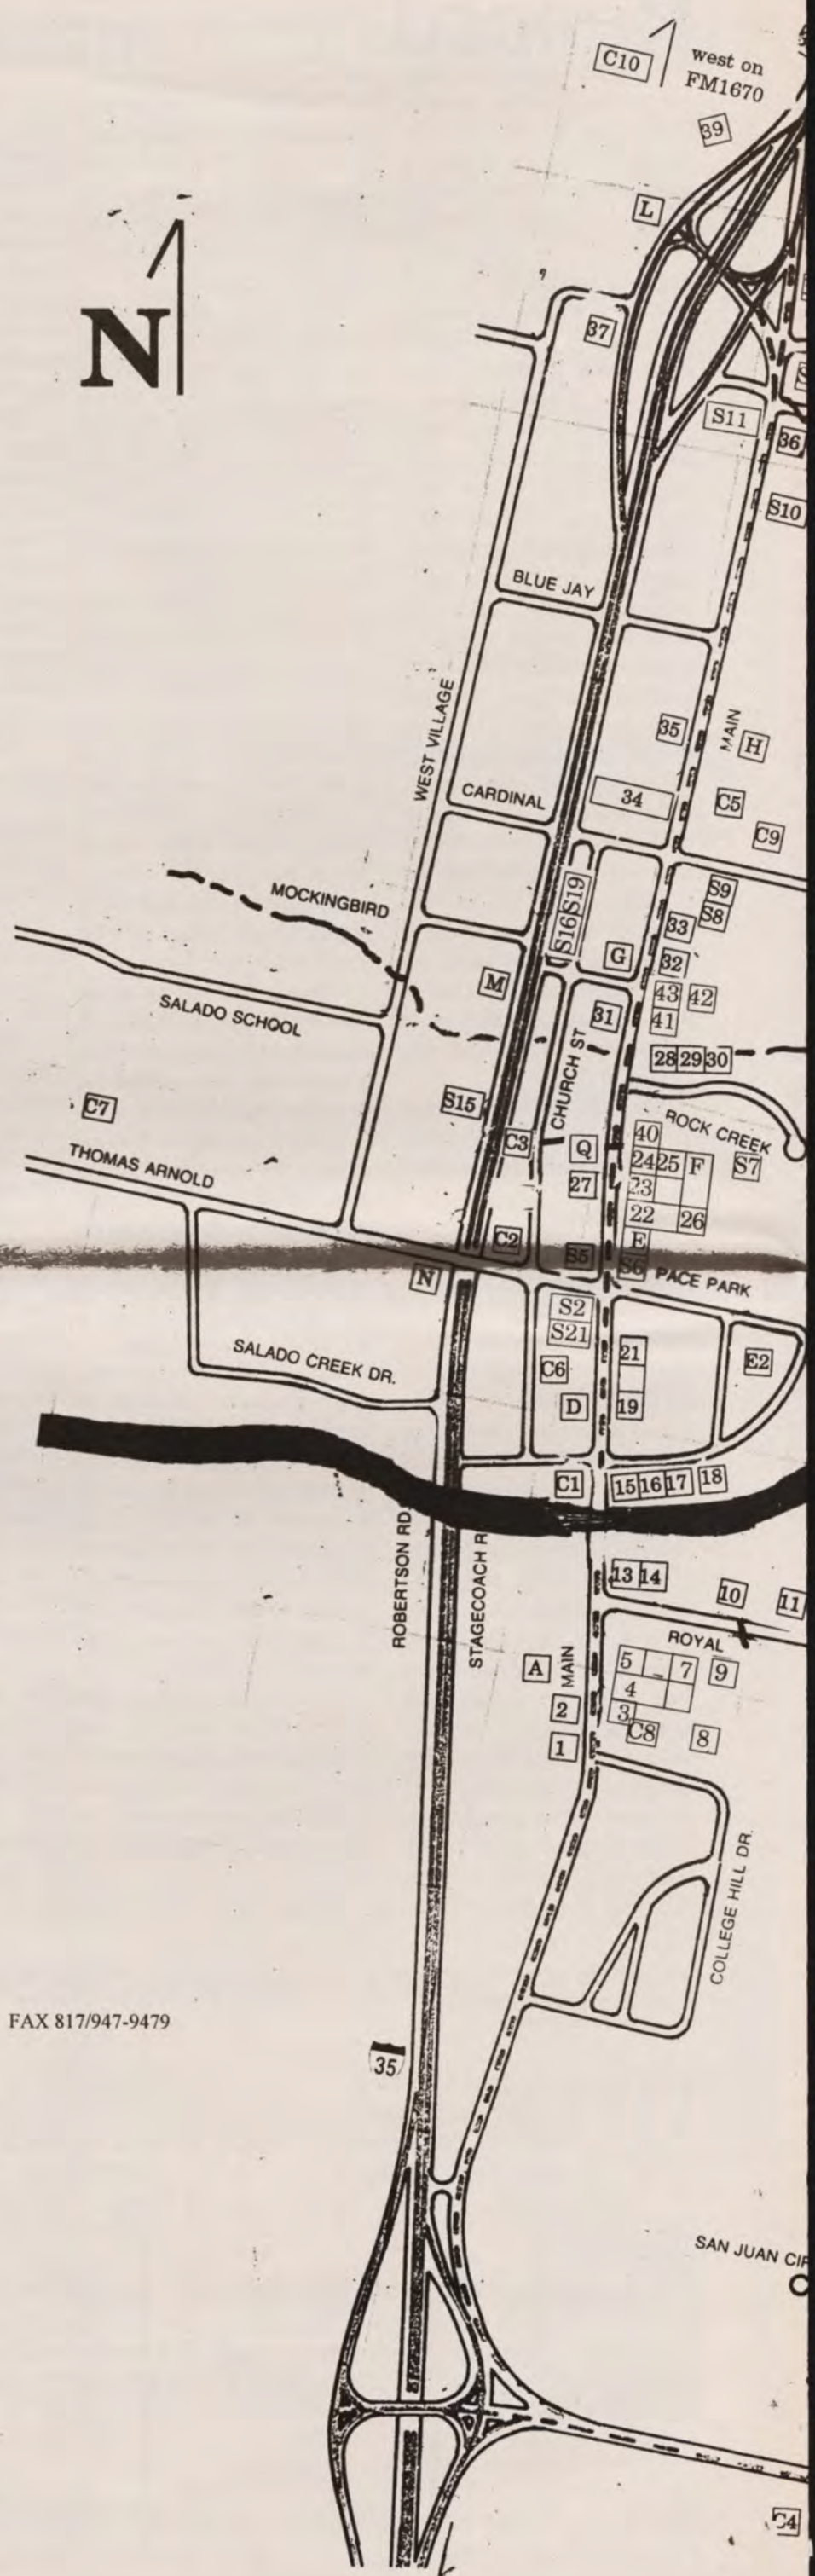 C10
west on
FM1670
39
L
N
37
S11
36
S10
BLUE JAY
WEST VILLAGE
35
MAIN
H
34
C5
CARDINAL
C9
MOCKINGBIRD
S16 S19
S9
S8
33
G
32
M
43 42
41
31
SALADO SCHOOL
CHURCH ST
28 29 30
C7
S15
ROCK CREEK
C3
Q
40
24 25 F
S7
THOMAS ARNOLD
27
23
22 26
C2
E
S5
S6
PACE PARK
N
S2
S21
SALADO CREEK DR.
C6
21
E2
D
19
C1
15 16 17 18
ROBERTSON RD.
STAGECOACH R
13 14
10
11
ROYAL
A
MAIN
5 7 9
4
2
3
C8
8
1
COLLEGE HILL DR.
FAX 817/947-9479
35
SAN JUAN CIR
C4